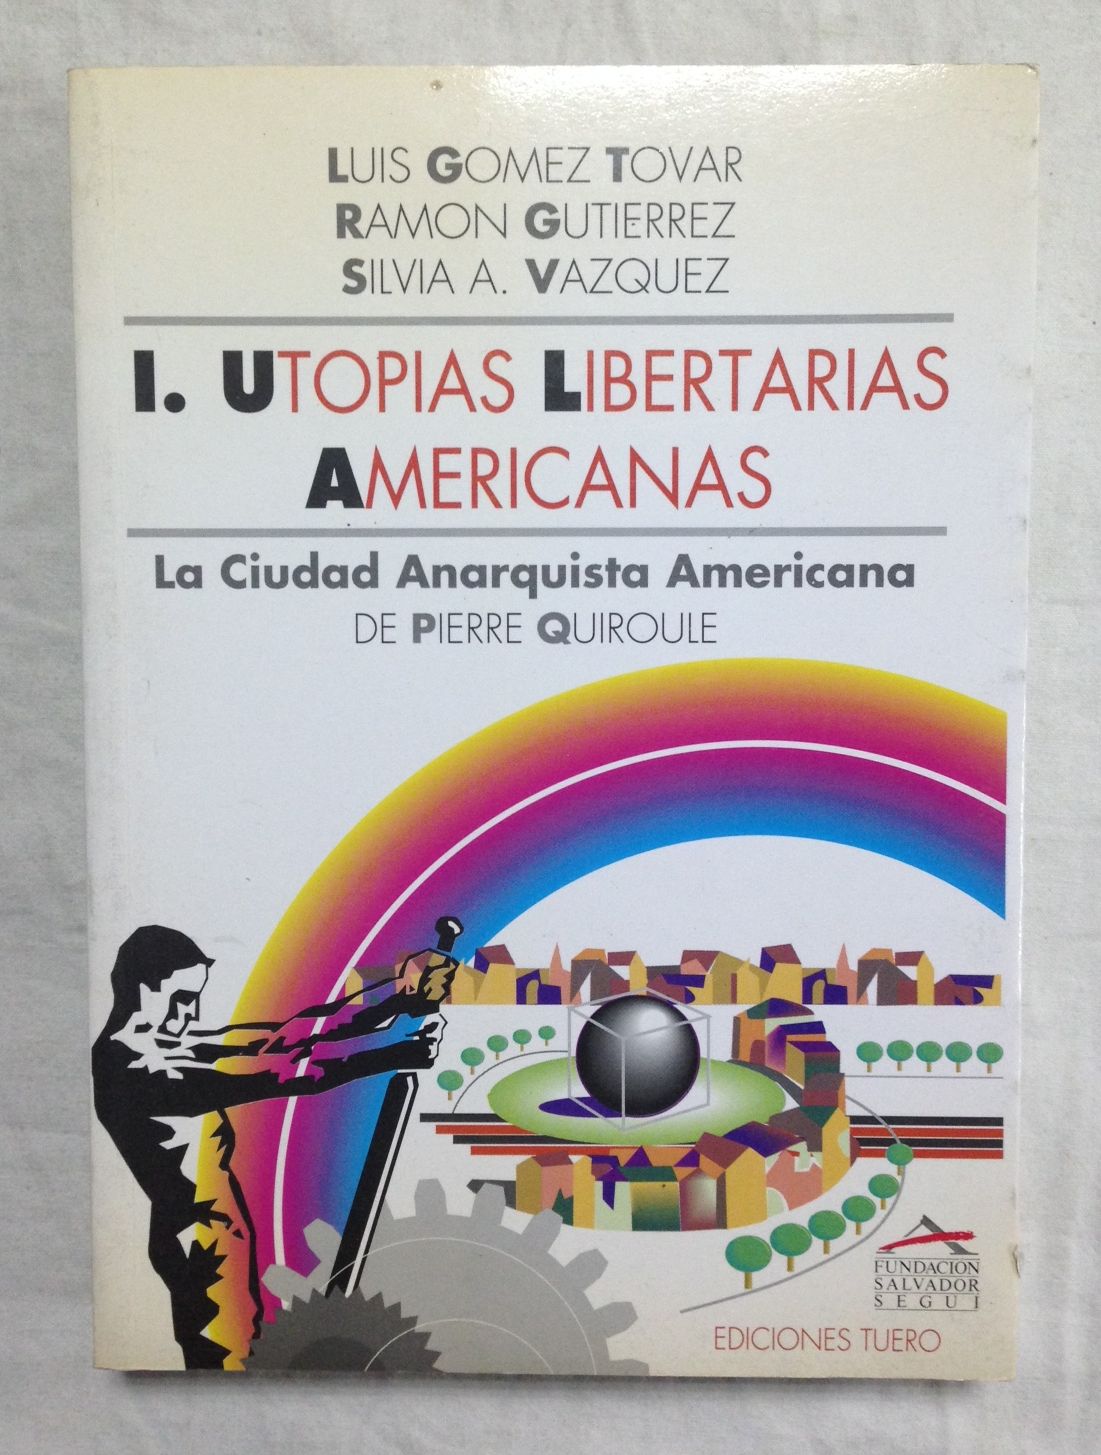 LUIS GOMEZ TOVAR
RAMON GUTIERREZ
SILVIA A. VAZQUEZ
I. UTOPIAS LIBERTARIAS
AMERICANAS
La Ciudad Anarquista Americana
DE PIERRE QUIROULE
FUNDACION
SALVADOR
SEGUI
EDICIONES TUERO